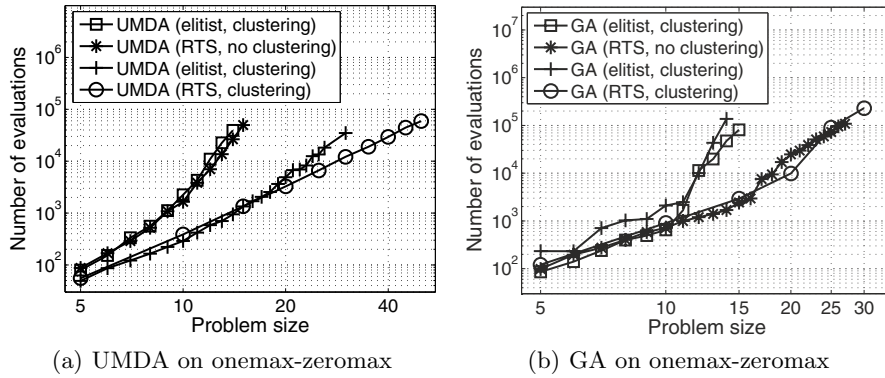 UMDA (elitist, clustering)
UMDA (RTS, no clustering)
UMDA (elitist, clustering)
UMDA (RTS, clustering)
Number of evaluations
10^5
10^4
10^3
10^2
5
10
20
40
Problem size
(a) UMDA on onemax-zeromax
GA (elitist, clustering)
GA (RTS, no clustering)
GA (elitist, clustering)
GA (RTS, clustering)
Number of evaluations
10^7
10^6
10^5
10^4
10^3
10^2
5
10
15
20
25
30
Problem size
(b) GA on onemax-zeromax